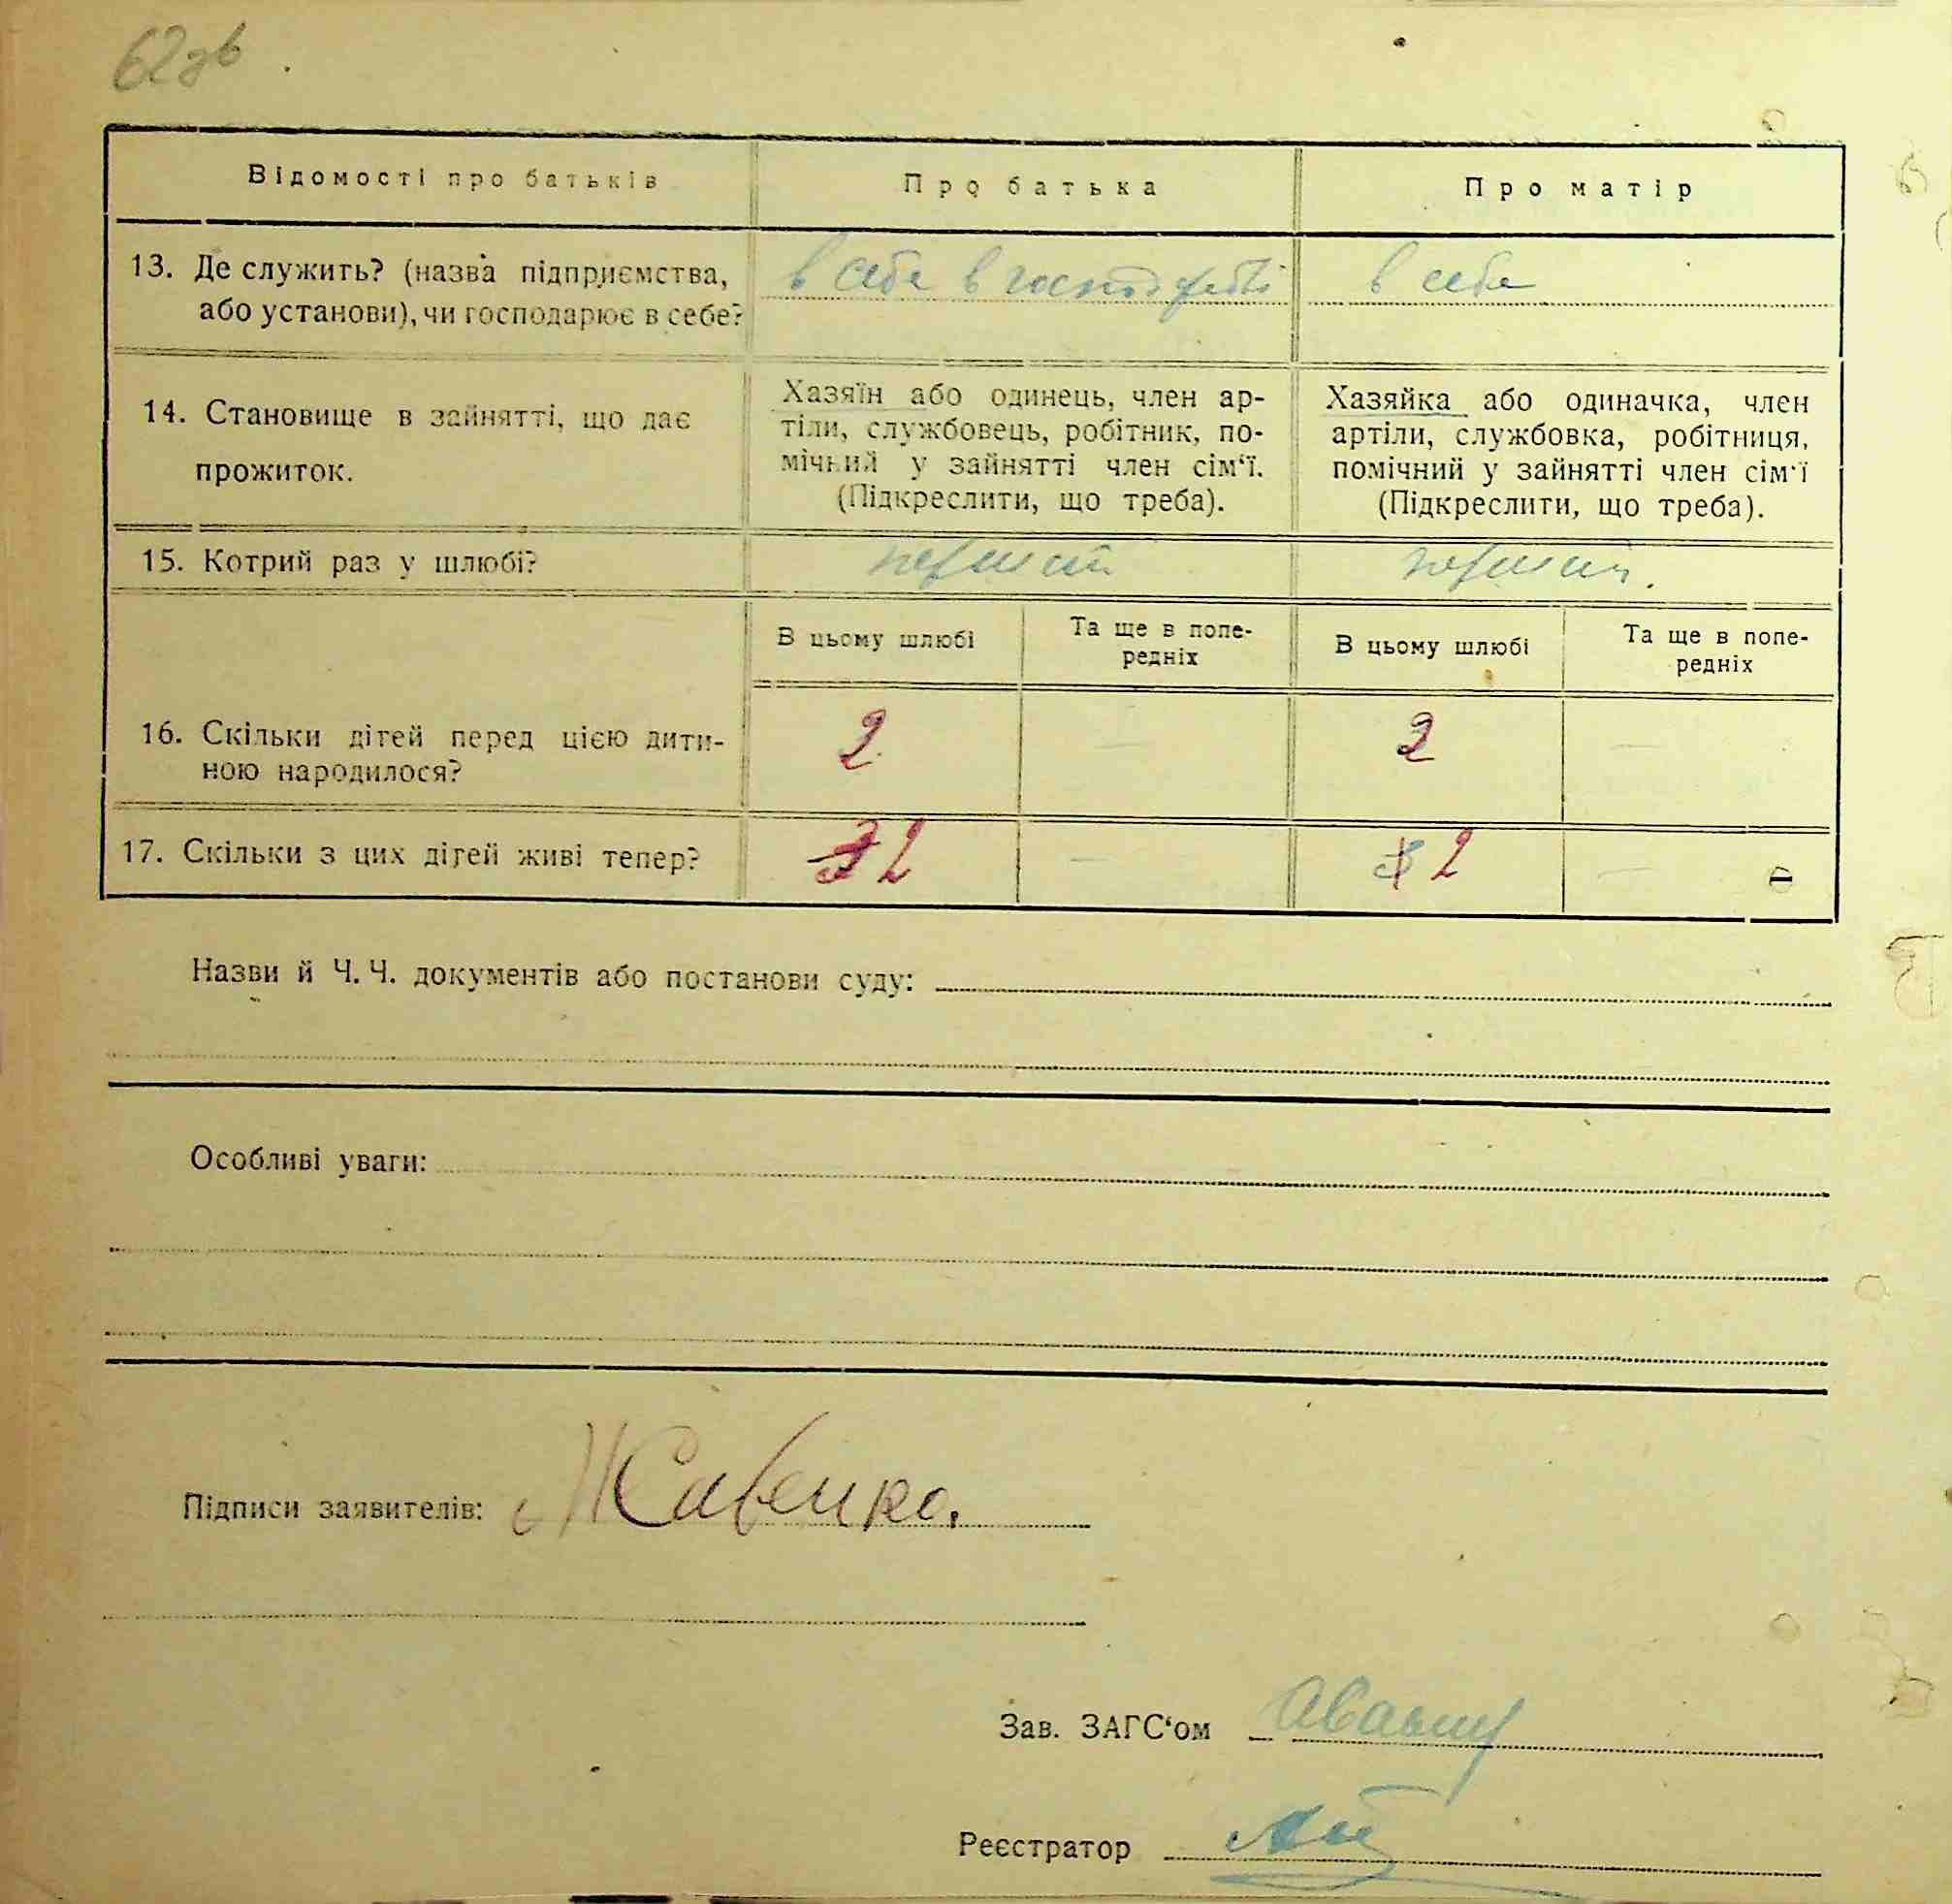 62зв.
Відомості про батьків
Про батька
Про матір
13. Де служить? (назва підприємства,
або установи), чи господарює в себе?
в себе в господарстві
в себе
14. Становище в зайнятті, що дає
прожиток.
Хазяїн або одинець, член ар-
тіли, службовець, робітник, по-
мічний у зайнятті член сім‘ї.
(Підкреслити, що треба).
Хазяйка або одиначка, член
артіли, службовка, робітниця,
помічний у зайнятті член сім‘ї
(Підкреслити, що треба).
15. Котрий раз у шлюбі?
перший
перший.
В цьому шлюбі
Та ще в попе-
редніх
В цьому шлюбі
Та ще в попе-
редніх
16. Скільки дітей перед цією дити-
ною народилося?
2
—
2
—
17. Скільки з цих дітей живі тепер?
2
—
2
—
Назви й Ч. Ч. документів або постанови суду:
Особливі уваги:
Підписи заявителів:
Зав. ЗАГС‘ом
Реєстратор